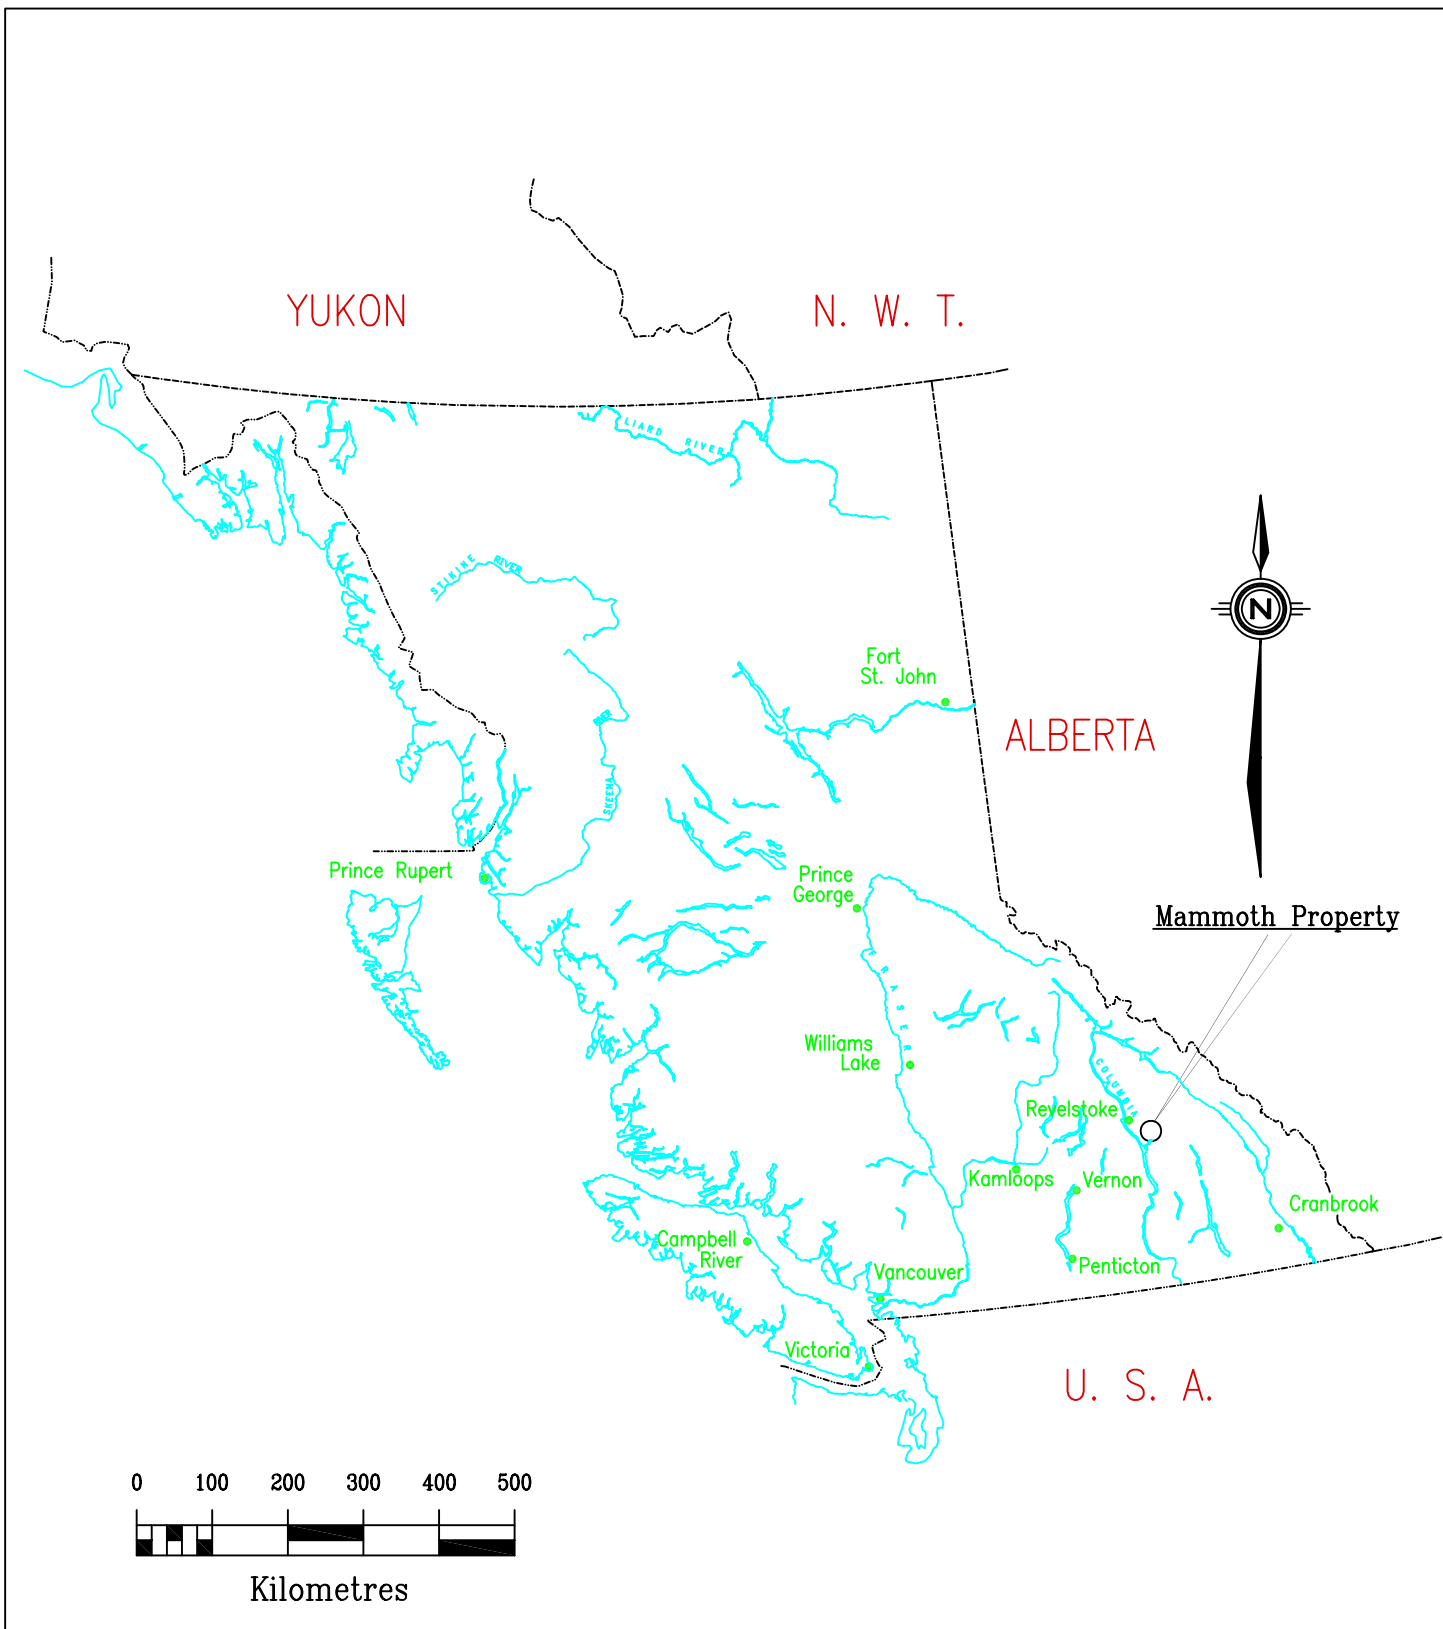 YUKON
N. W. T.
LIARD RIVER
STIKINE RIVER
N
Fort
St. John
ALBERTA
SKEENA
Prince Rupert
Prince
George
Mammoth Property
FRASER
Williams
Lake
COLUMBIA
Revelstoke
Kamloops
Vernon
Cranbrook
Campbell
River
Penticton
Vancouver
Victoria
U. S. A.
0 100 200 300 400 500
Kilometres